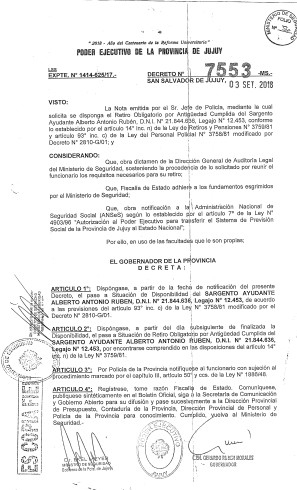 MINISTERIO DE SEGURIDAD
FOLIO
"2018 - Año del Centenario de la Reforma Universitaria"
PODER EJECUTIVO DE LA PROVINCIA DE JUJUY
EXPTE. N° 1414-625/17.-
DECRETO N° 7553 -MS.-
SAN SALVADOR DE JUJUY, 03 SET. 2018
VISTO:
La Nota emitida por el Sr. Jefe de Policía, mediante la cual
solicita se disponga el Retiro Obligatorio por Antigüedad Cumplida del Sargento
Ayudante Alberto Antonio Rubén, D.N.I. N° 21.844.636, Legajo N° 12.453, conforme
lo establecido por el artículo 14° inc. n) de la Ley de Retiros y Pensiones N° 3759/81
y artículo 93° inc. c) de la Ley del Personal Policial N° 3758/81 modificado por
Decreto N° 2810-G/01; y
CONSIDERANDO:
Que, obra dictamen de la Dirección General de Auditoría Legal
del Ministerio de Seguridad, sosteniendo la procedencia de lo solicitado por reunir el
funcionario los requisitos necesarios para su retiro;
Que, Fiscalía de Estado adhiere a los fundamentos esgrimidos
por el Ministerio de Seguridad;
Que, obra notificación a la Administración Nacional de
Seguridad Social (ANSeS) según lo establecido por el artículo 7° de la Ley N°
4903/96 "Autorización al Poder Ejecutivo para transferir el Sistema de Previsión
Social de la Provincia de Jujuy al Estado Nacional";
Por ello, en uso de las facultades que le son propias;
EL GOBERNADOR DE LA PROVINCIA
D E C R E T A :
ARTICULO 1°: Dispóngase, a partir de la fecha de notificación del presente
Decreto, el pase a Situación de Disponibilidad del SARGENTO AYUDANTE
ALBERTO ANTONIO RUBEN, D.N.I. N° 21.844.636, Legajo N° 12.453, de acuerdo
a las previsiones del artículo 93° inc. c) de la Ley N° 3758/81 modificado por el
Decreto N° 2810-G/01.
ARTICULO 2°: Dispóngase, a partir del día subsiguiente de finalizada la
Disponibilidad, el pase a Situación de Retiro Obligatorio por Antigüedad Cumplida del
SARGENTO AYUDANTE ALBERTO ANTONIO RUBEN, D.N.I. N° 21.844.636,
Legajo N° 12.453, por encontrarse comprendido en las disposiciones del artículo 14°
inc. n) de la Ley N° 3759/81.
ARTICULO 3°: Por Policía de la Provincia notifíquese al funcionario con sujeción al
procedimiento marcado por el capítulo III, artículo 50° y ccs. de la Ley N° 1886/48.
ARTICULO 4°: Regístrese, tome razón Fiscalía de Estado. Comuníquese,
publíquese sintéticamente en el Boletín Oficial, siga a la Secretaría de Comunicación
y Gobierno Abierto para su difusión y pase sucesivamente a la Dirección Provincial
de Presupuesto, Contaduría de la Provincia, Dirección Provincial de Personal y
Policía de la Provincia para conocimiento. Cumplido, vuelva al Ministerio de
Seguridad.-
ES COPIA FIEL
MINISTRO DE SEGURIDAD
C.P.N. GERARDO RUBEN MORALES
GOBERNADOR